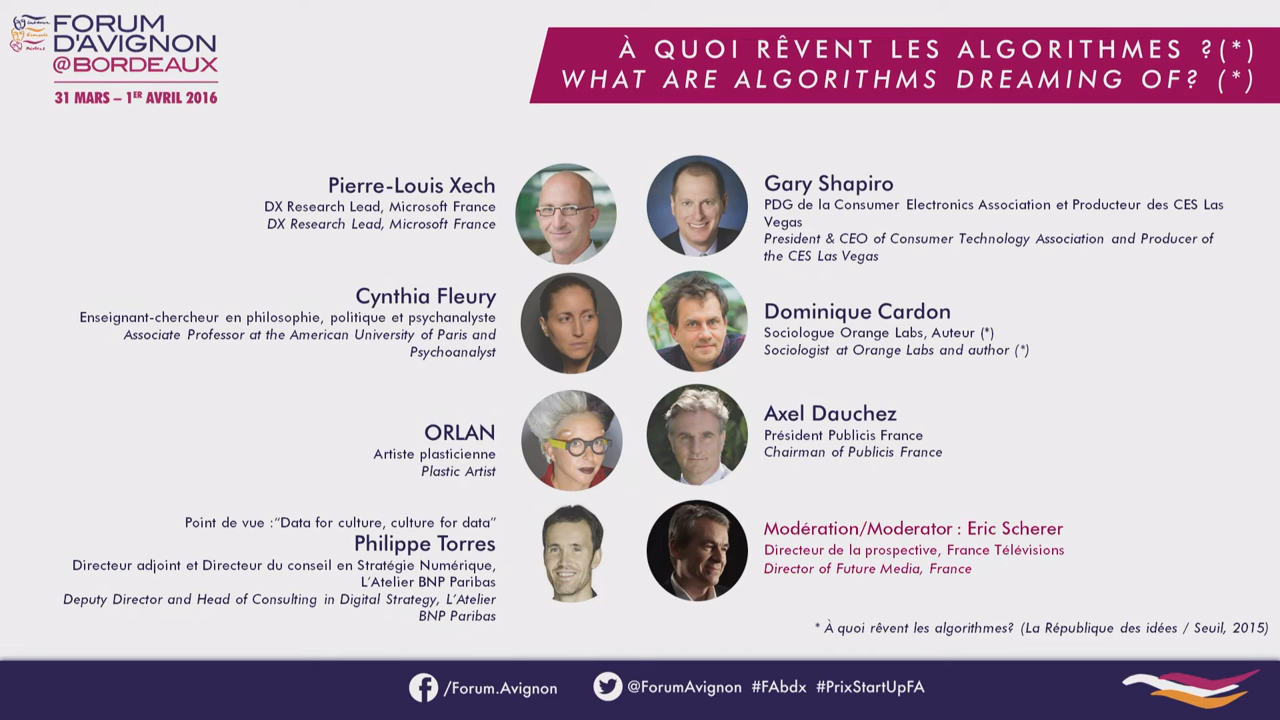 FORUM
D'AVIGNON
@BORDEAUX
31 MARS – 1ER AVRIL 2016
À QUOI RÊVENT LES ALGORITHMES ?(*)
WHAT ARE ALGORITHMS DREAMING OF? (*)
Pierre-Louis Xech
DX Research Lead, Microsoft France
DX Research Lead, Microsoft France
Cynthia Fleury
Enseignant-chercheur en philosophie, politique et psychanalyste
Associate Professor at the American University of Paris and
Psychoanalyst
ORLAN
Artiste plasticienne
Plastic Artist
Point de vue :“Data for culture, culture for data”
Philippe Torres
Directeur adjoint et Directeur du conseil en Stratégie Numérique,
L’Atelier BNP Paribas
Deputy Director and Head of Consulting in Digital Strategy, L’Atelier
BNP Paribas
Gary Shapiro
PDG de la Consumer Electronics Association et Producteur des CES Las
Vegas
President & CEO of Consumer Technology Association and Producer of
the CES Las Vegas
Dominique Cardon
Sociologue Orange Labs, Auteur (*)
Sociologist at Orange Labs and author (*)
Axel Dauchez
Président Publicis France
Chairman of Publicis France
Modération/Moderator : Eric Scherer
Directeur de la prospective, France Télévisions
Director of Future Media, France
* À quoi rêvent les algorithmes? (La République des idées / Seuil, 2015)
/Forum.Avignon
@ForumAvignon #FAbdx #PrixStartUpFA